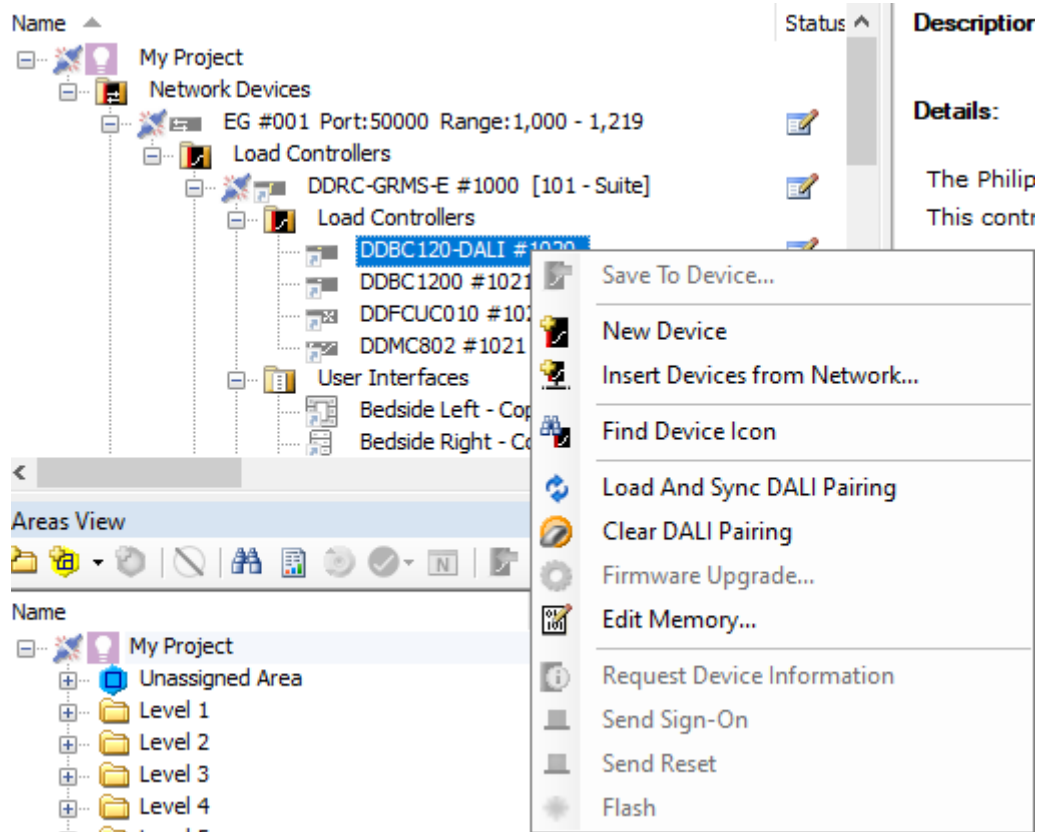 Name Status Description
My Project
Network Devices
EG #001 Port:50000 Range:1,000 - 1,219
Details:
Load Controllers
DDRC-GRMS-E #1000 [101 - Suite]
The Philip
Load Controllers
This contr
DDBC120-DALI #1020
DDBC1200 #1021
DDFCUC010 #102
DDMC802 #1021
User Interfaces
Bedside Left - Cop
Bedside Right - Co
Save To Device...
New Device
Insert Devices from Network...
Find Device Icon
Load And Sync DALI Pairing
Clear DALI Pairing
Firmware Upgrade...
Edit Memory...
Request Device Information
Send Sign-On
Send Reset
Flash
Areas View
N
Name
My Project
Unassigned Area
Level 1
Level 2
Level 3
Level 4